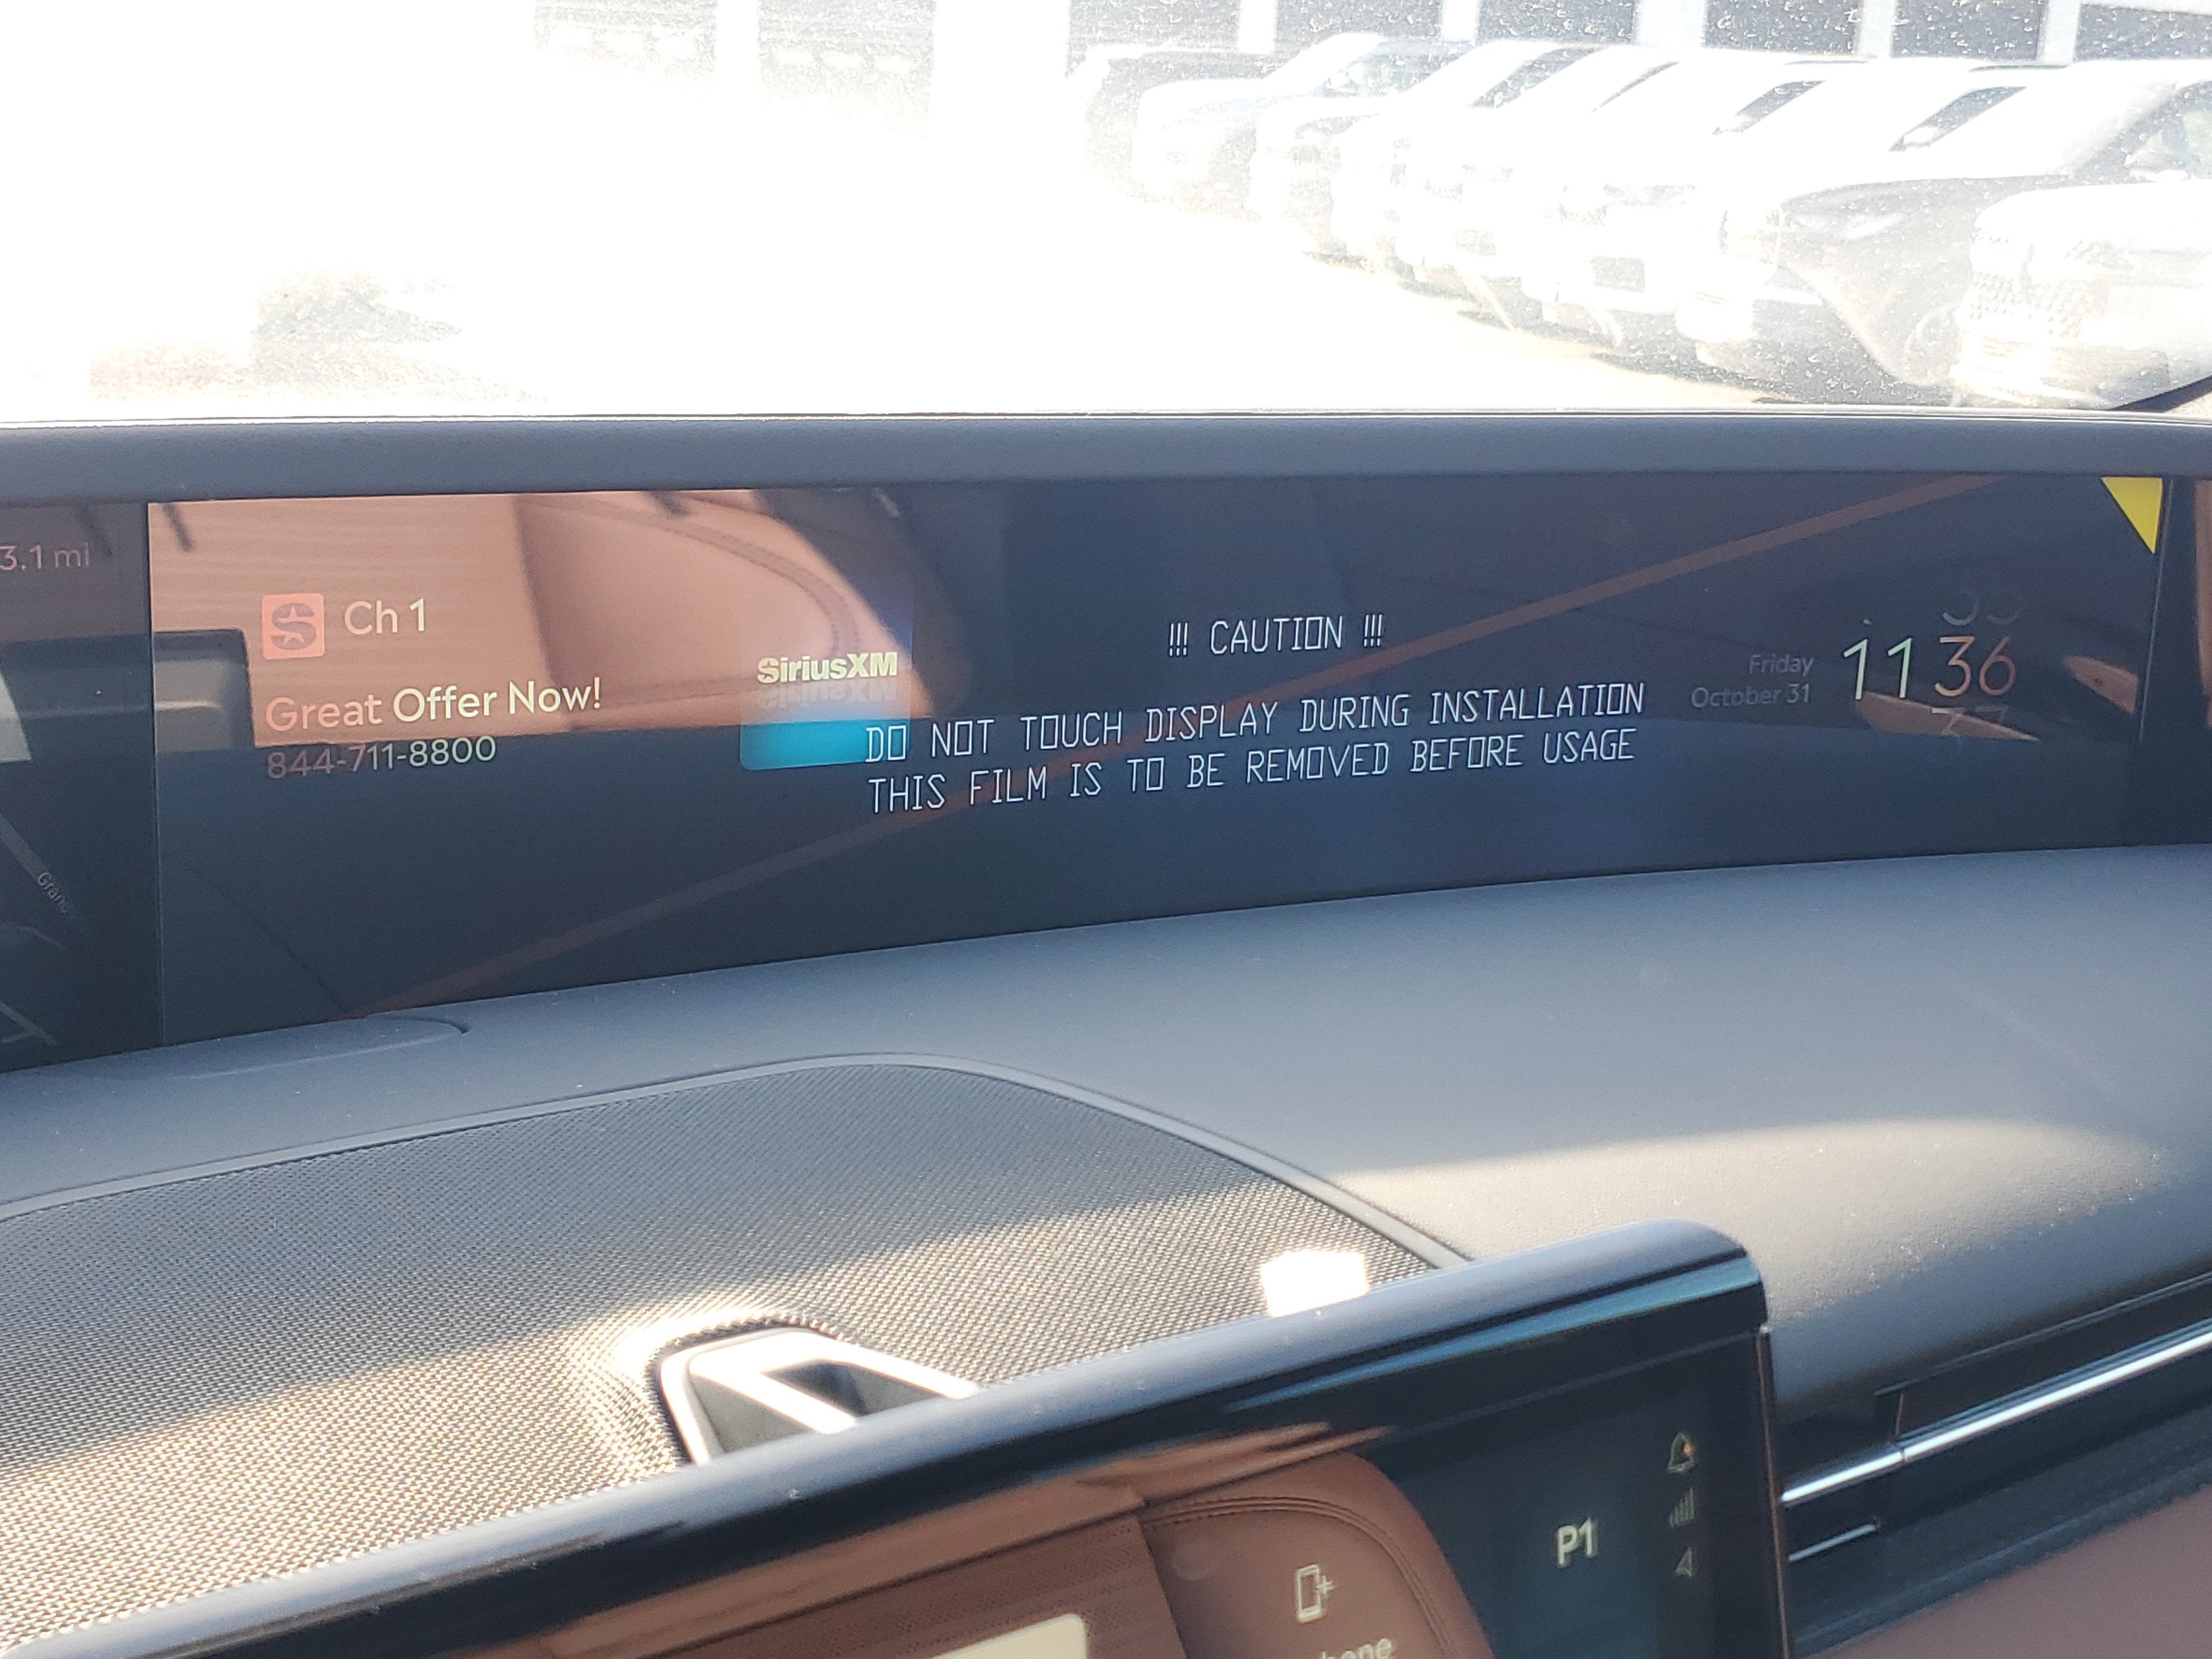 3.1 mi
Ch 1
Great Offer Now!
844-711-8800
SiriusXM
!!! CAUTION !!!
DO NOT TOUCH DISPLAY DURING INSTALLATION
THIS FILM IS TO BE REMOVED BEFORE USAGE
Friday
October 31
11 36
37
P1